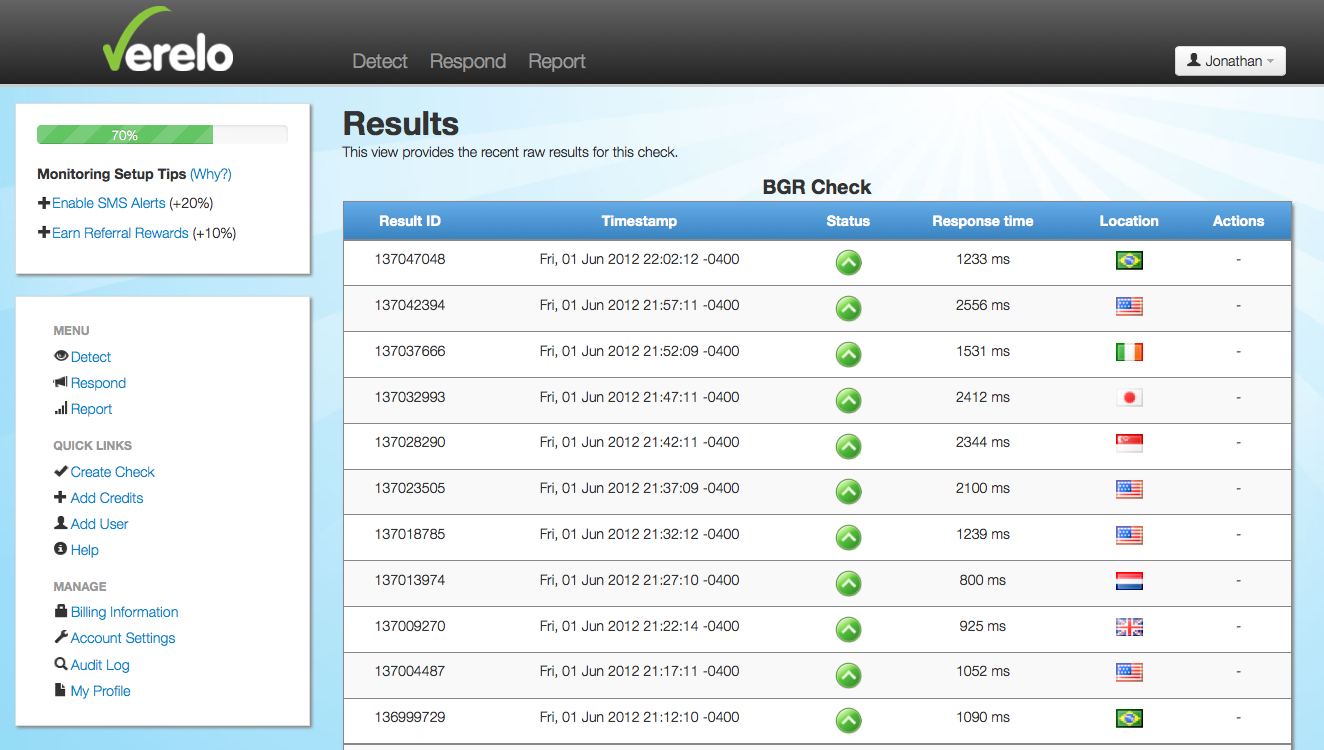 Verelo
Detect Respond Report
Jonathan
70%
Monitoring Setup Tips (Why?)
Enable SMS Alerts (+20%)
Earn Referral Rewards (+10%)
MENU
Detect
Respond
Report
QUICK LINKS
Create Check
Add Credits
Add User
Help
MANAGE
Billing Information
Account Settings
Audit Log
My Profile
Results
This view provides the recent raw results for this check.
BGR Check
Result ID Timestamp Status Response time Location Actions
137047048 Fri, 01 Jun 2012 22:02:12 -0400 1233 ms -
137042394 Fri, 01 Jun 2012 21:57:11 -0400 2556 ms -
137037666 Fri, 01 Jun 2012 21:52:09 -0400 1531 ms -
137032993 Fri, 01 Jun 2012 21:47:11 -0400 2412 ms -
137028290 Fri, 01 Jun 2012 21:42:11 -0400 2344 ms -
137023505 Fri, 01 Jun 2012 21:37:09 -0400 2100 ms -
137018785 Fri, 01 Jun 2012 21:32:12 -0400 1239 ms -
137013974 Fri, 01 Jun 2012 21:27:10 -0400 800 ms -
137009270 Fri, 01 Jun 2012 21:22:14 -0400 925 ms -
137004487 Fri, 01 Jun 2012 21:17:11 -0400 1052 ms -
136999729 Fri, 01 Jun 2012 21:12:10 -0400 1090 ms -